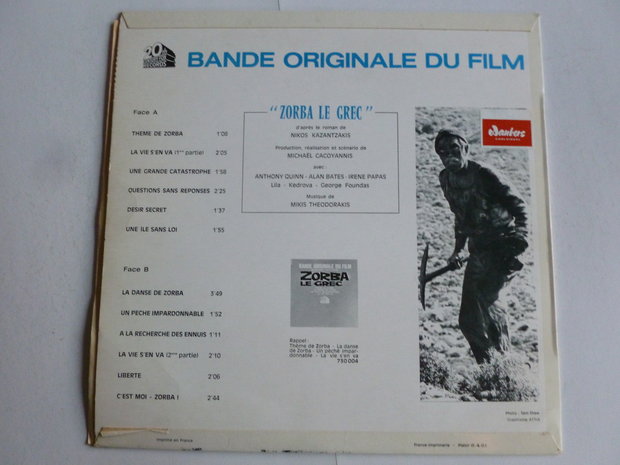 20
BANDE ORIGINALE DU FILM
Face A
THEME DE ZORBA 1'05
LA VIE S'EN VA (1ère partie) 2'05
UNE GRANDE CATASTROPHE 1'58
QUESTIONS SANS REPONSES 2'25
DESIR SECRET 1'37
UNE ILE SANS LOI 1'55
Face B
LA DANSE DE ZORBA 3'49
UN PECHE IMPARDONNABLE 1'52
A LA RECHERCHE DES ENNUIS 1'11
LA VIE S'EN VA (2ème partie) 2'10
LIBERTE 2'06
C'EST MOI - ZORBA ! 2'44
"ZORBA LE GREC"
d'après le roman de
NIKOS KAZANTZAKIS
Production, réalisation et scénario de
MICHAEL CACOYANNIS
avec :
ANTHONY QUINN - ALAN BATES - IRENE PAPAS
Lila - Kedrova - George Foundas
Musique de
MIKIS THEODORAKIS
BANDE ORIGINALE DU FILM
ZORBA
LE GREC
Rappel
Thème de Zorba - La danse
de Zorba - Un péché impar-
donnable - La vie s'en va
750 004
Imprimé en France